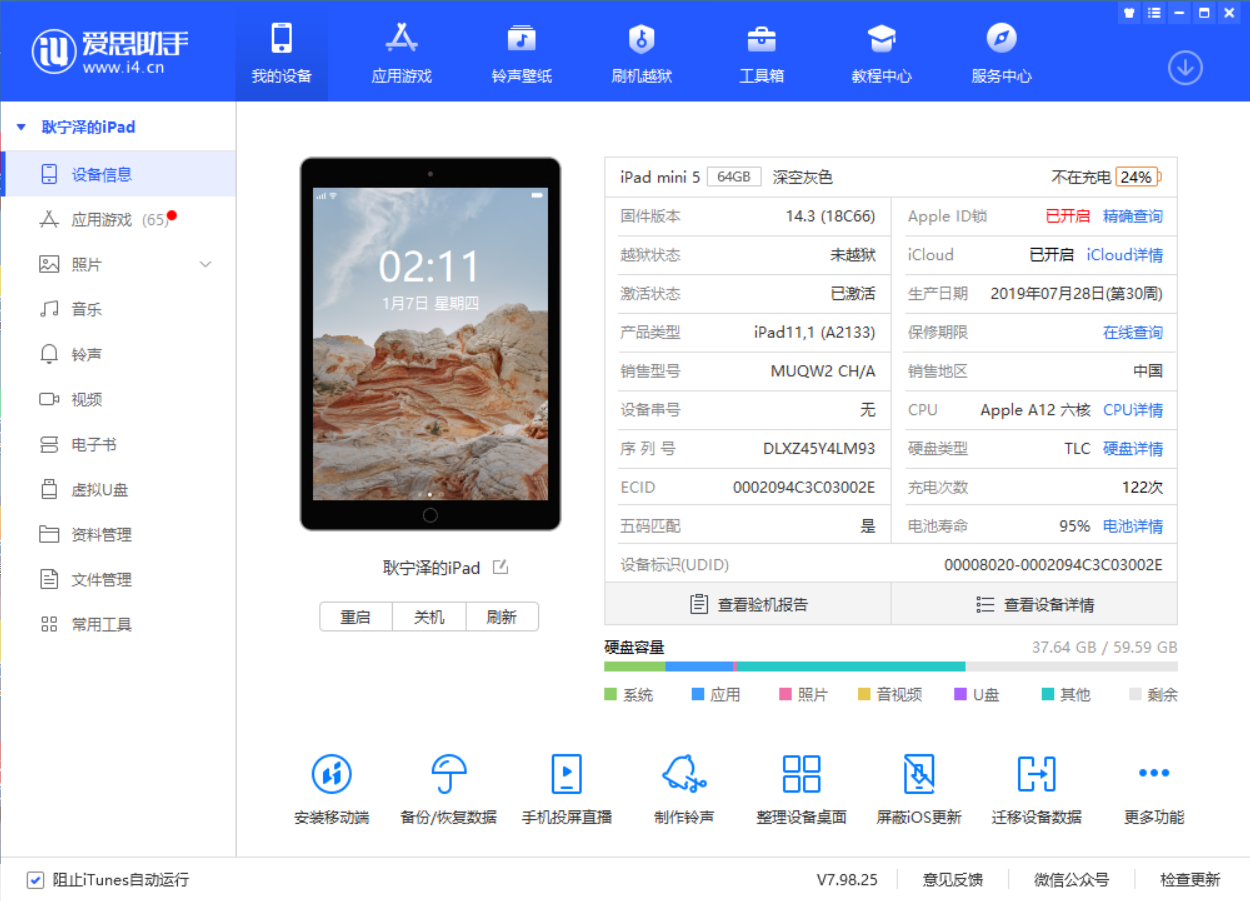 爱思助手
www.i4.cn
我的设备 应用游戏 铃声壁纸 刷机越狱 工具箱 教程中心 服务中心
耿宁泽的iPad
设备信息
应用游戏 (65)
照片
音乐
铃声
视频
电子书
虚拟U盘
资料管理
文件管理
常用工具
02:11
1月7日 星期四
耿宁泽的iPad
重启 关机 刷新
iPad mini 5 64GB 深空灰色 不在充电 24%
固件版本 14.3 (18C66) Apple ID锁 已开启 精确查询
越狱状态 未越狱 iCloud 已开启 iCloud详情
激活状态 已激活 生产日期 2019年07月28日(第30周)
产品类型 iPad11,1 (A2133) 保修期限 在线查询
销售型号 MUQW2 CH/A 销售地区 中国
设备串号 无 CPU Apple A12 六核 CPU详情
序列号 DLXZ45Y4LM93 硬盘类型 TLC 硬盘详情
ECID 0002094C3C03002E 充电次数 122次
五码匹配 是 电池寿命 95% 电池详情
设备标识(UDID) 00008020-0002094C3C03002E
查看验机报告 查看设备详情
硬盘容量 37.64 GB / 59.59 GB
系统 应用 照片 音视频 U盘 其他 剩余
安装移动端 备份/恢复数据 手机投屏直播 制作铃声 整理设备桌面 屏蔽iOS更新 迁移设备数据 更多功能
阻止iTunes自动运行 V7.98.25 意见反馈 微信公众号 检查更新